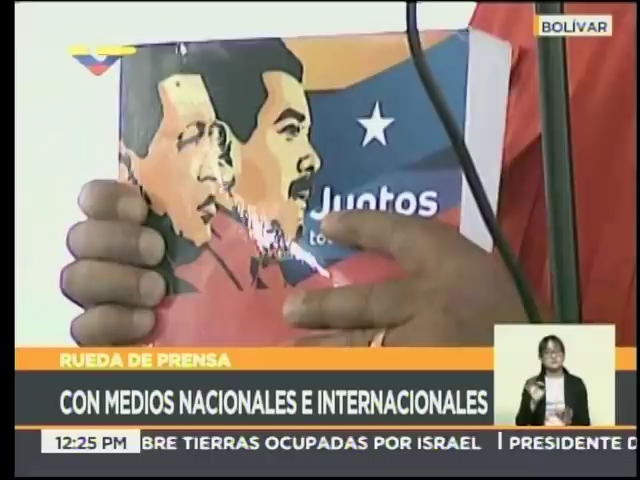 BOLÍVAR
Juntos
RUEDA DE PRENSA
CON MEDIOS NACIONALES E INTERNACIONALES
12:25 PM BRE TIERRAS OCUPADAS POR ISRAEL | PRESIDENTE D